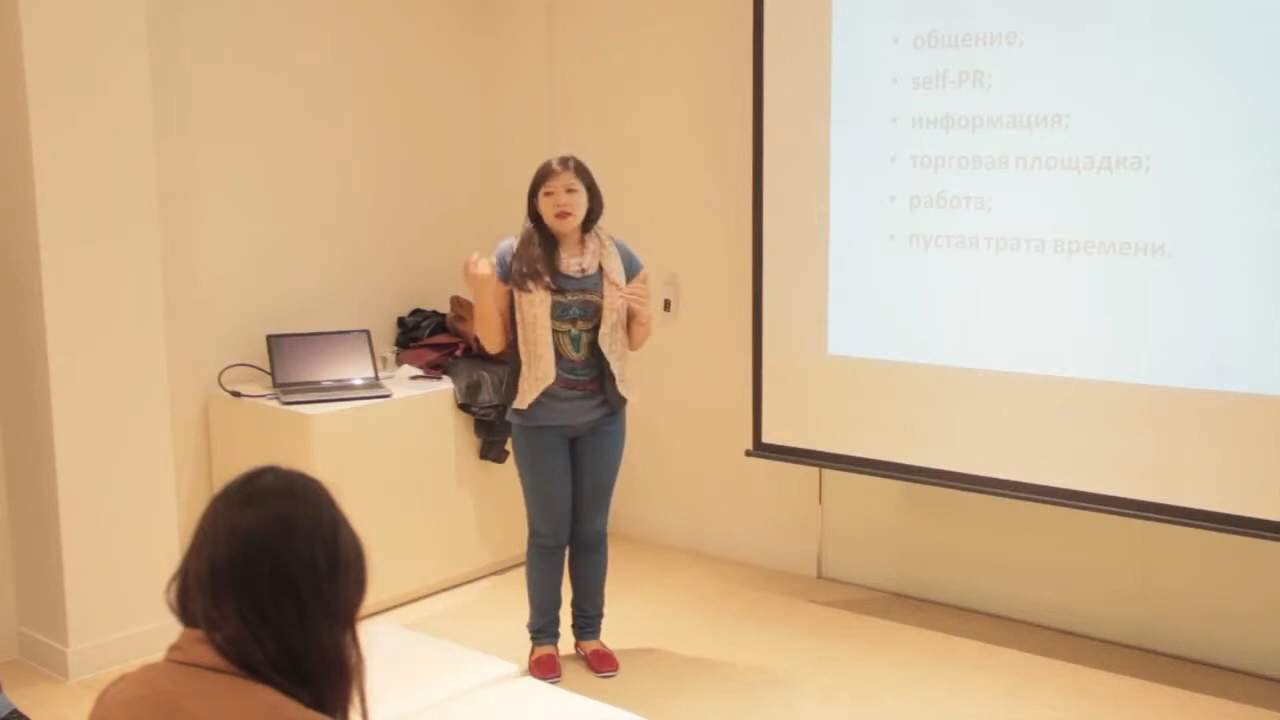 • общение;
• self-PR;
• информация;
• торговая площадка;
• работа;
• пустая трата времени.